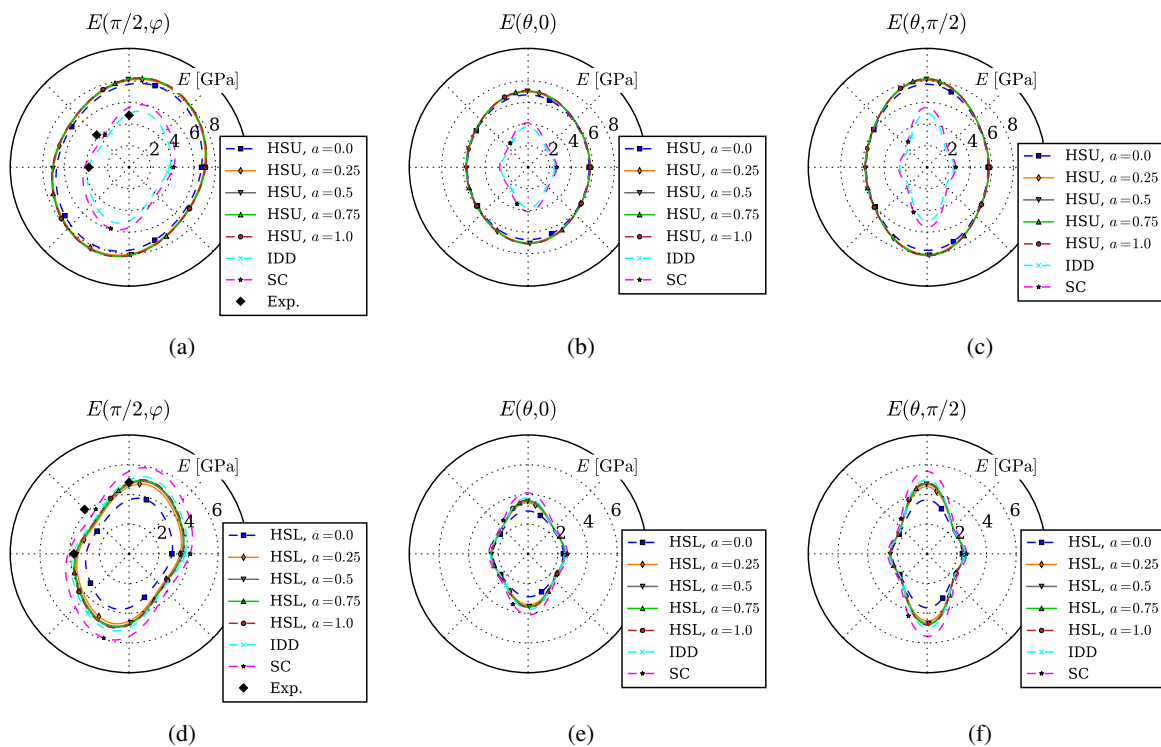 E(π/2,φ)
E [GPa]
2
4
6
8
HSU, a=0.0
HSU, a=0.25
HSU, a=0.5
HSU, a=0.75
HSU, a=1.0
IDD
SC
Exp.
(a)
E(θ,0)
E [GPa]
2
4
6
8
HSU, a=0.0
HSU, a=0.25
HSU, a=0.5
HSU, a=0.75
HSU, a=1.0
IDD
SC
(b)
E(θ,π/2)
E [GPa]
2
4
6
8
HSU, a=0.0
HSU, a=0.25
HSU, a=0.5
HSU, a=0.75
HSU, a=1.0
IDD
SC
(c)
E(π/2,φ)
E [GPa]
2
4
6
HSL, a=0.0
HSL, a=0.25
HSL, a=0.5
HSL, a=0.75
HSL, a=1.0
IDD
SC
Exp.
(d)
E(θ,0)
E [GPa]
2
4
6
HSL, a=0.0
HSL, a=0.25
HSL, a=0.5
HSL, a=0.75
HSL, a=1.0
IDD
SC
(e)
E(θ,π/2)
E [GPa]
2
4
6
HSL, a=0.0
HSL, a=0.25
HSL, a=0.5
HSL, a=0.75
HSL, a=1.0
IDD
SC
(f)